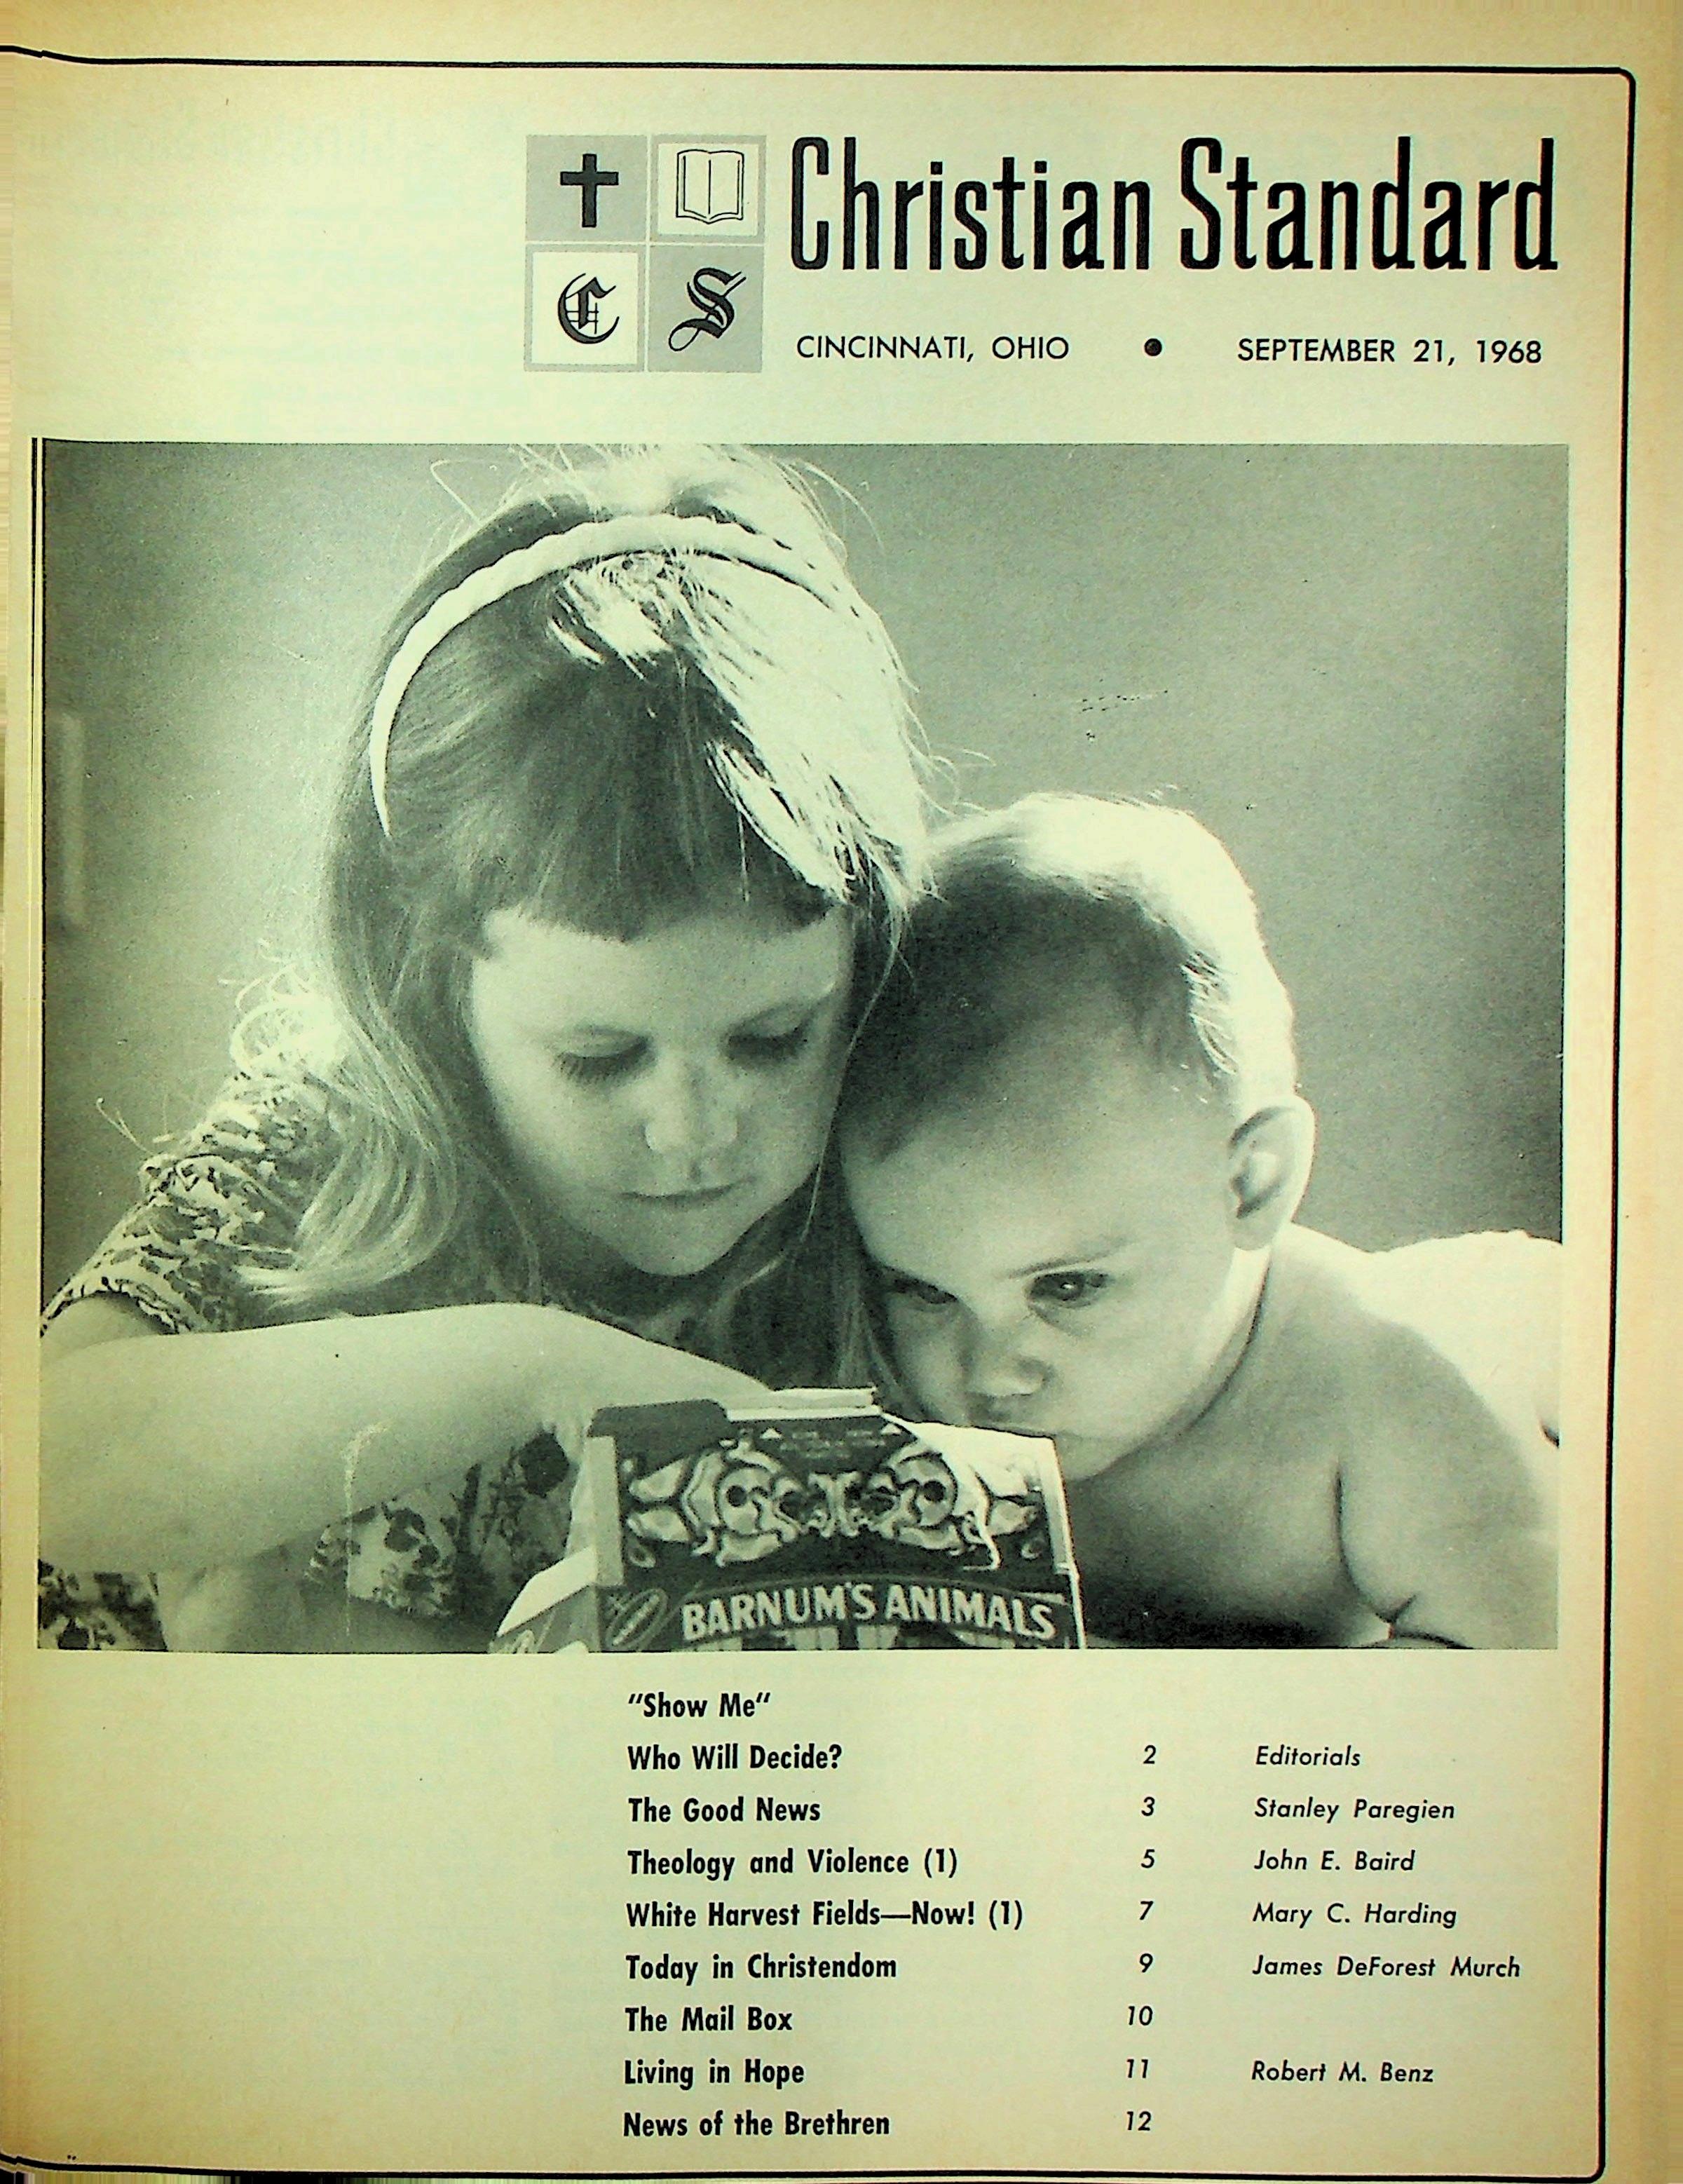 Christian Standard
C S
CINCINNATI, OHIO • SEPTEMBER 21, 1968
BARNUM'S ANIMALS
"Show Me"
Who Will Decide? 2 Editorials
The Good News 3 Stanley Paregien
Theology and Violence (1) 5 John E. Baird
White Harvest Fields—Now! (1) 7 Mary C. Harding
Today in Christendom 9 James DeForest Murch
The Mail Box 10
Living in Hope 11 Robert M. Benz
News of the Brethren 12